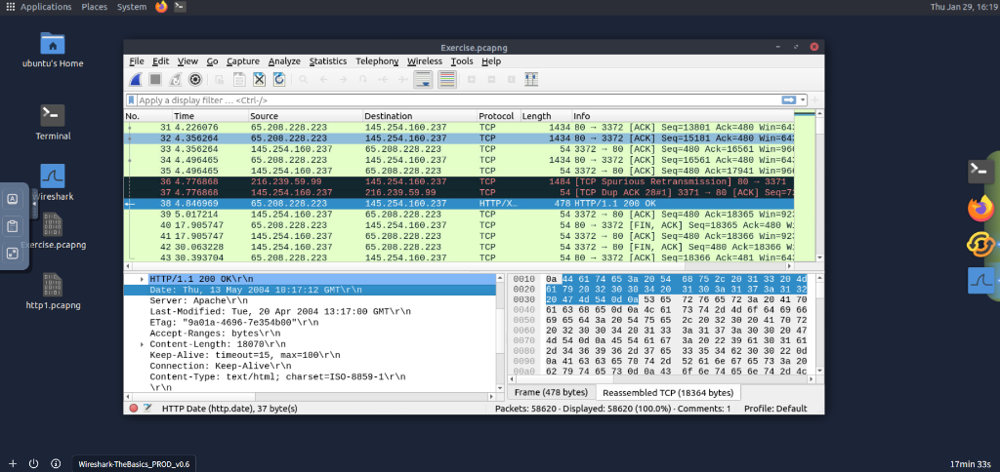 Applications Places System Thu Jan 29, 16:19
ubuntu's Home
Terminal
Wireshark
Exercise.pcapng
http1.pcapng
Exercise.pcapng
File Edit View Go Capture Analyze Statistics Telephony Wireless Tools Help
Apply a display filter … <Ctrl-/>
No. Time Source Destination Protocol Length Info
31 4.226076 65.208.228.223 145.254.160.237 TCP 1434 80 → 3372 [ACK] Seq=13801 Ack=480 Win=643
32 4.356264 65.208.228.223 145.254.160.237 TCP 1434 80 → 3372 [ACK] Seq=15181 Ack=480 Win=643
33 4.356264 145.254.160.237 65.208.228.223 TCP 54 3372 → 80 [ACK] Seq=480 Ack=16561 Win=966
34 4.496465 65.208.228.223 145.254.160.237 TCP 1434 80 → 3372 [ACK] Seq=16561 Ack=480 Win=643
35 4.496465 145.254.160.237 65.208.228.223 TCP 54 3372 → 80 [ACK] Seq=480 Ack=17941 Win=966
36 4.776868 216.239.59.99 145.254.160.237 TCP 1484 [TCP Spurious Retransmission] 80 → 3371
37 4.776868 145.254.160.237 216.239.59.99 TCP 54 [TCP Dup ACK 28#1] 3371 → 80 [ACK] Seq=72
38 4.846969 65.208.228.223 145.254.160.237 HTTP/X… 478 HTTP/1.1 200 OK
39 5.017214 145.254.160.237 65.208.228.223 TCP 54 3372 → 80 [ACK] Seq=480 Ack=18365 Win=923
40 17.905747 65.208.228.223 145.254.160.237 TCP 54 80 → 3372 [FIN, ACK] Seq=18365 Ack=480 W
41 17.905747 145.254.160.237 65.208.228.223 TCP 54 3372 → 80 [ACK] Seq=480 Ack=18366 Win=923
42 30.063228 145.254.160.237 65.208.228.223 TCP 54 3372 → 80 [FIN, ACK] Seq=480 Ack=18366 W
43 30.393704 65.208.228.223 145.254.160.237 TCP 54 80 → 3372 [ACK] Seq=18366 Ack=481 Win=643
HTTP/1.1 200 OK\r\n
Date: Thu, 13 May 2004 10:17:12 GMT\r\n
Server: Apache\r\n
Last-Modified: Tue, 20 Apr 2004 13:17:00 GMT\r\n
ETag: "9a01a-4696-7e354b00"\r\n
Accept-Ranges: bytes\r\n
Content-Length: 18070\r\n
Keep-Alive: timeout=15, max=100\r\n
Connection: Keep-Alive\r\n
Content-Type: text/html; charset=ISO-8859-1\r\n
\r\n
0010 0a 44 61 74 65 3a 20 54 68 75 2c 20 31 33 20 4d
0020 61 79 20 32 30 30 34 20 31 30 3a 31 37 3a 31 32
0030 20 47 4d 54 0d 0a 53 65 72 76 65 72 3a 20 41 70
0040 61 63 68 65 0d 0a 4c 61 73 74 2d 4d 6f 64 69 66
0050 69 65 64 3a 20 54 75 65 2c 20 32 30 20 41 70 72
0060 20 32 30 30 34 20 31 33 3a 31 37 3a 30 30 20 47
0070 4d 54 0d 0a 45 54 61 67 3a 20 22 39 61 30 31 61
0080 2d 34 36 39 36 2d 37 65 33 35 34 62 30 30 22 0d
0090 0a 41 63 63 65 70 74 2d 52 61 6e 67 65 73 3a 20
00a0 62 79 74 65 73 0d 0a 43 6f 6e 74 65 6e 74 2d 4c
Frame (478 bytes) Reassembled TCP (18364 bytes)
HTTP Date (http.date), 37 byte(s) Packets: 58620 · Displayed: 58620 (100.0%) · Comments: 1 Profile: Default
Wireshark-TheBasics_PROD_v0.6 17min 33s